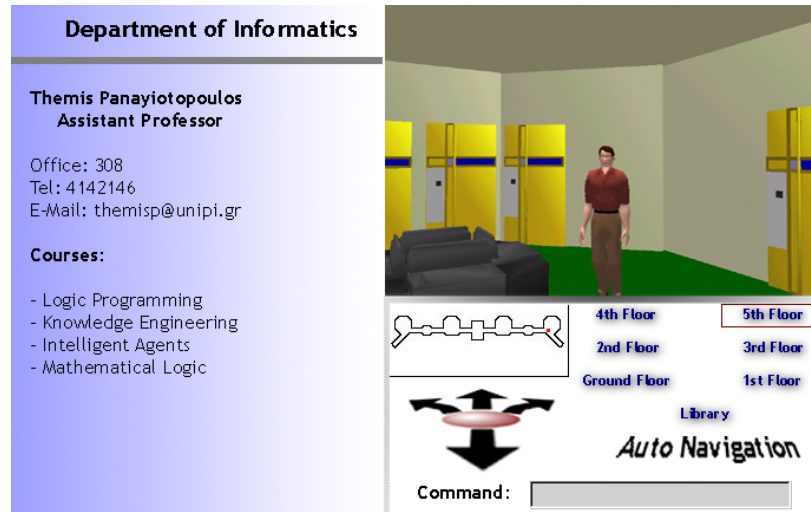 Department of Informatics
Themis Panayiotopoulos
Assistant Professor
Office: 308
Tel: 4142146
E-Mail: themisp@unipi.gr
Courses:
- Logic Programming
- Knowledge Engineering
- Intelligent Agents
- Mathematical Logic
4th Floor 5th Floor
2nd Floor 3rd Floor
Ground Floor 1st Floor
Library
Auto Navigation
Command: